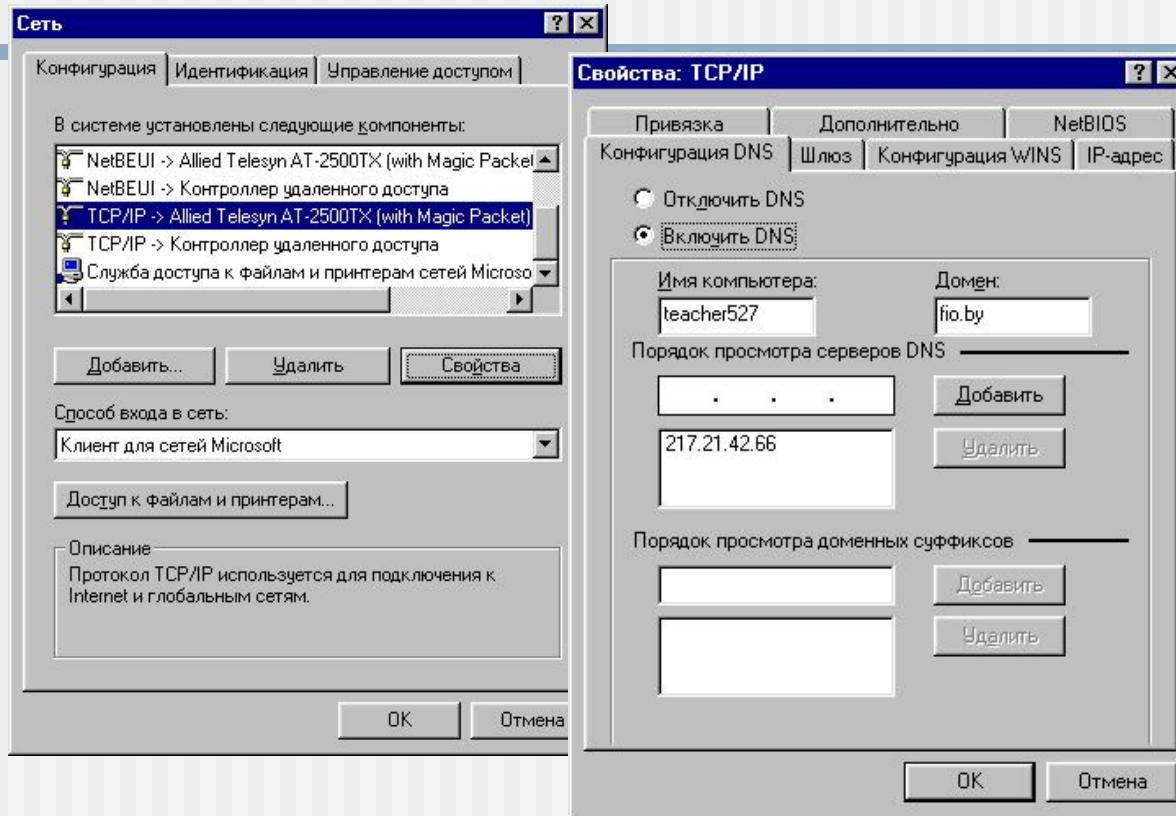 Сеть
Конфигурация Идентификация Управление доступом
В системе установлены следующие компоненты:
NetBEUI -> Allied Telesyn AT-2500TX (with Magic Packet
NetBEUI -> Контроллер удаленного доступа
TCP/IP -> Allied Telesyn AT-2500TX (with Magic Packet)
TCP/IP -> Контроллер удаленного доступа
Служба доступа к файлам и принтерам сетей Microso
Добавить... Удалить Свойства
Способ входа в сеть:
Клиент для сетей Microsoft
Доступ к файлам и принтерам...
Описание
Протокол TCP/IP используется для подключения к
Internet и глобальным сетям.
OK Отмена
Свойства: TCP/IP
Привязка Дополнительно NetBIOS
Конфигурация DNS Шлюз Конфигурация WINS IP-адрес
Отключить DNS
Включить DNS
Имя компьютера: Домен:
teacher527 fio.by
Порядок просмотра серверов DNS
. . . Добавить
217.21.42.66 Удалить
Порядок просмотра доменных суффиксов
Добавить
Удалить
OK Отмена